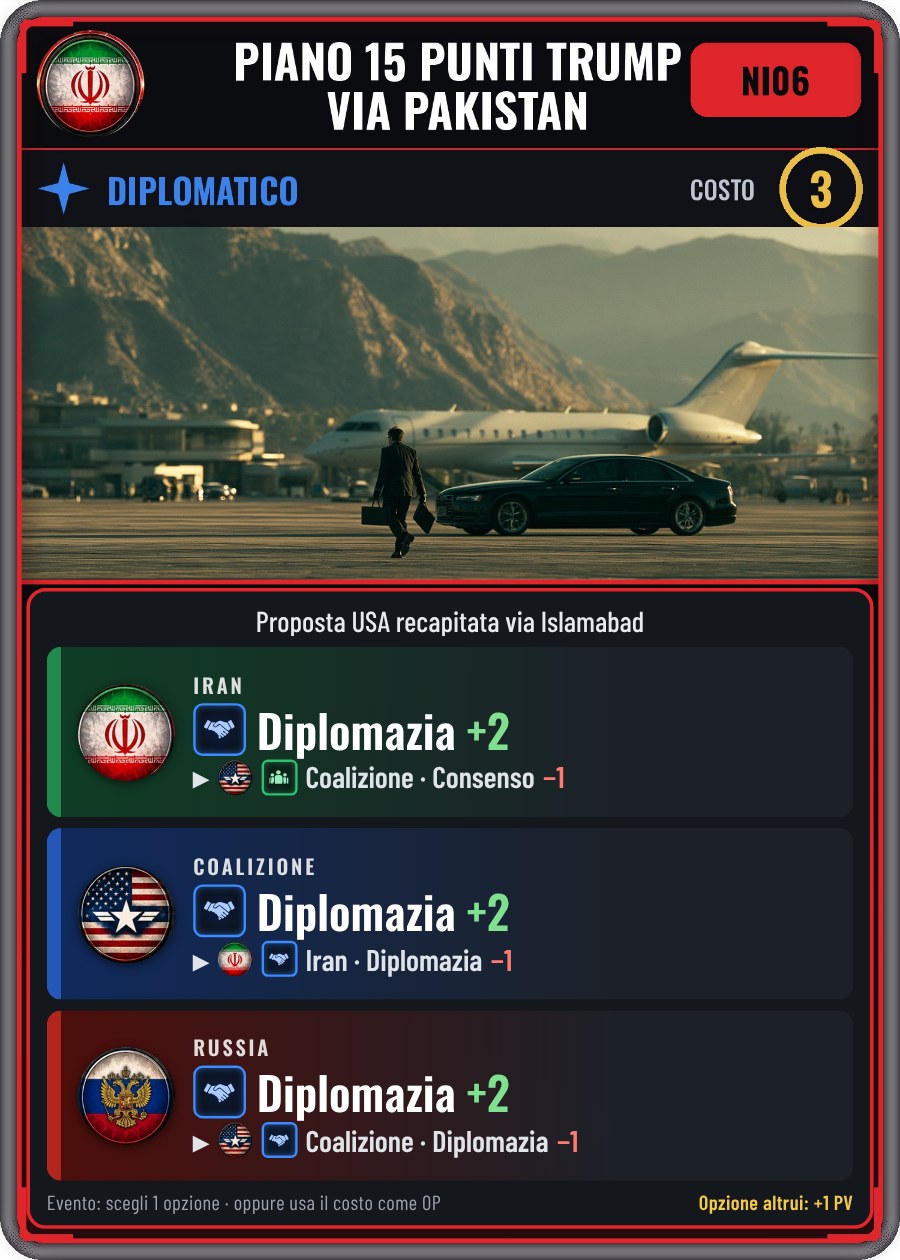 PIANO 15 PUNTI TRUMP
VIA PAKISTAN
NI06
DIPLOMATICO
COSTO
3
Proposta USA recapitata via Islamabad
IRAN
Diplomazia +2
▶ Coalizione · Consenso −1
COALIZIONE
Diplomazia +2
▶ Iran · Diplomazia −1
RUSSIA
Diplomazia +2
▶ Coalizione · Diplomazia −1
Evento: scegli 1 opzione · oppure usa il costo come OP
Opzione altrui: +1 PV